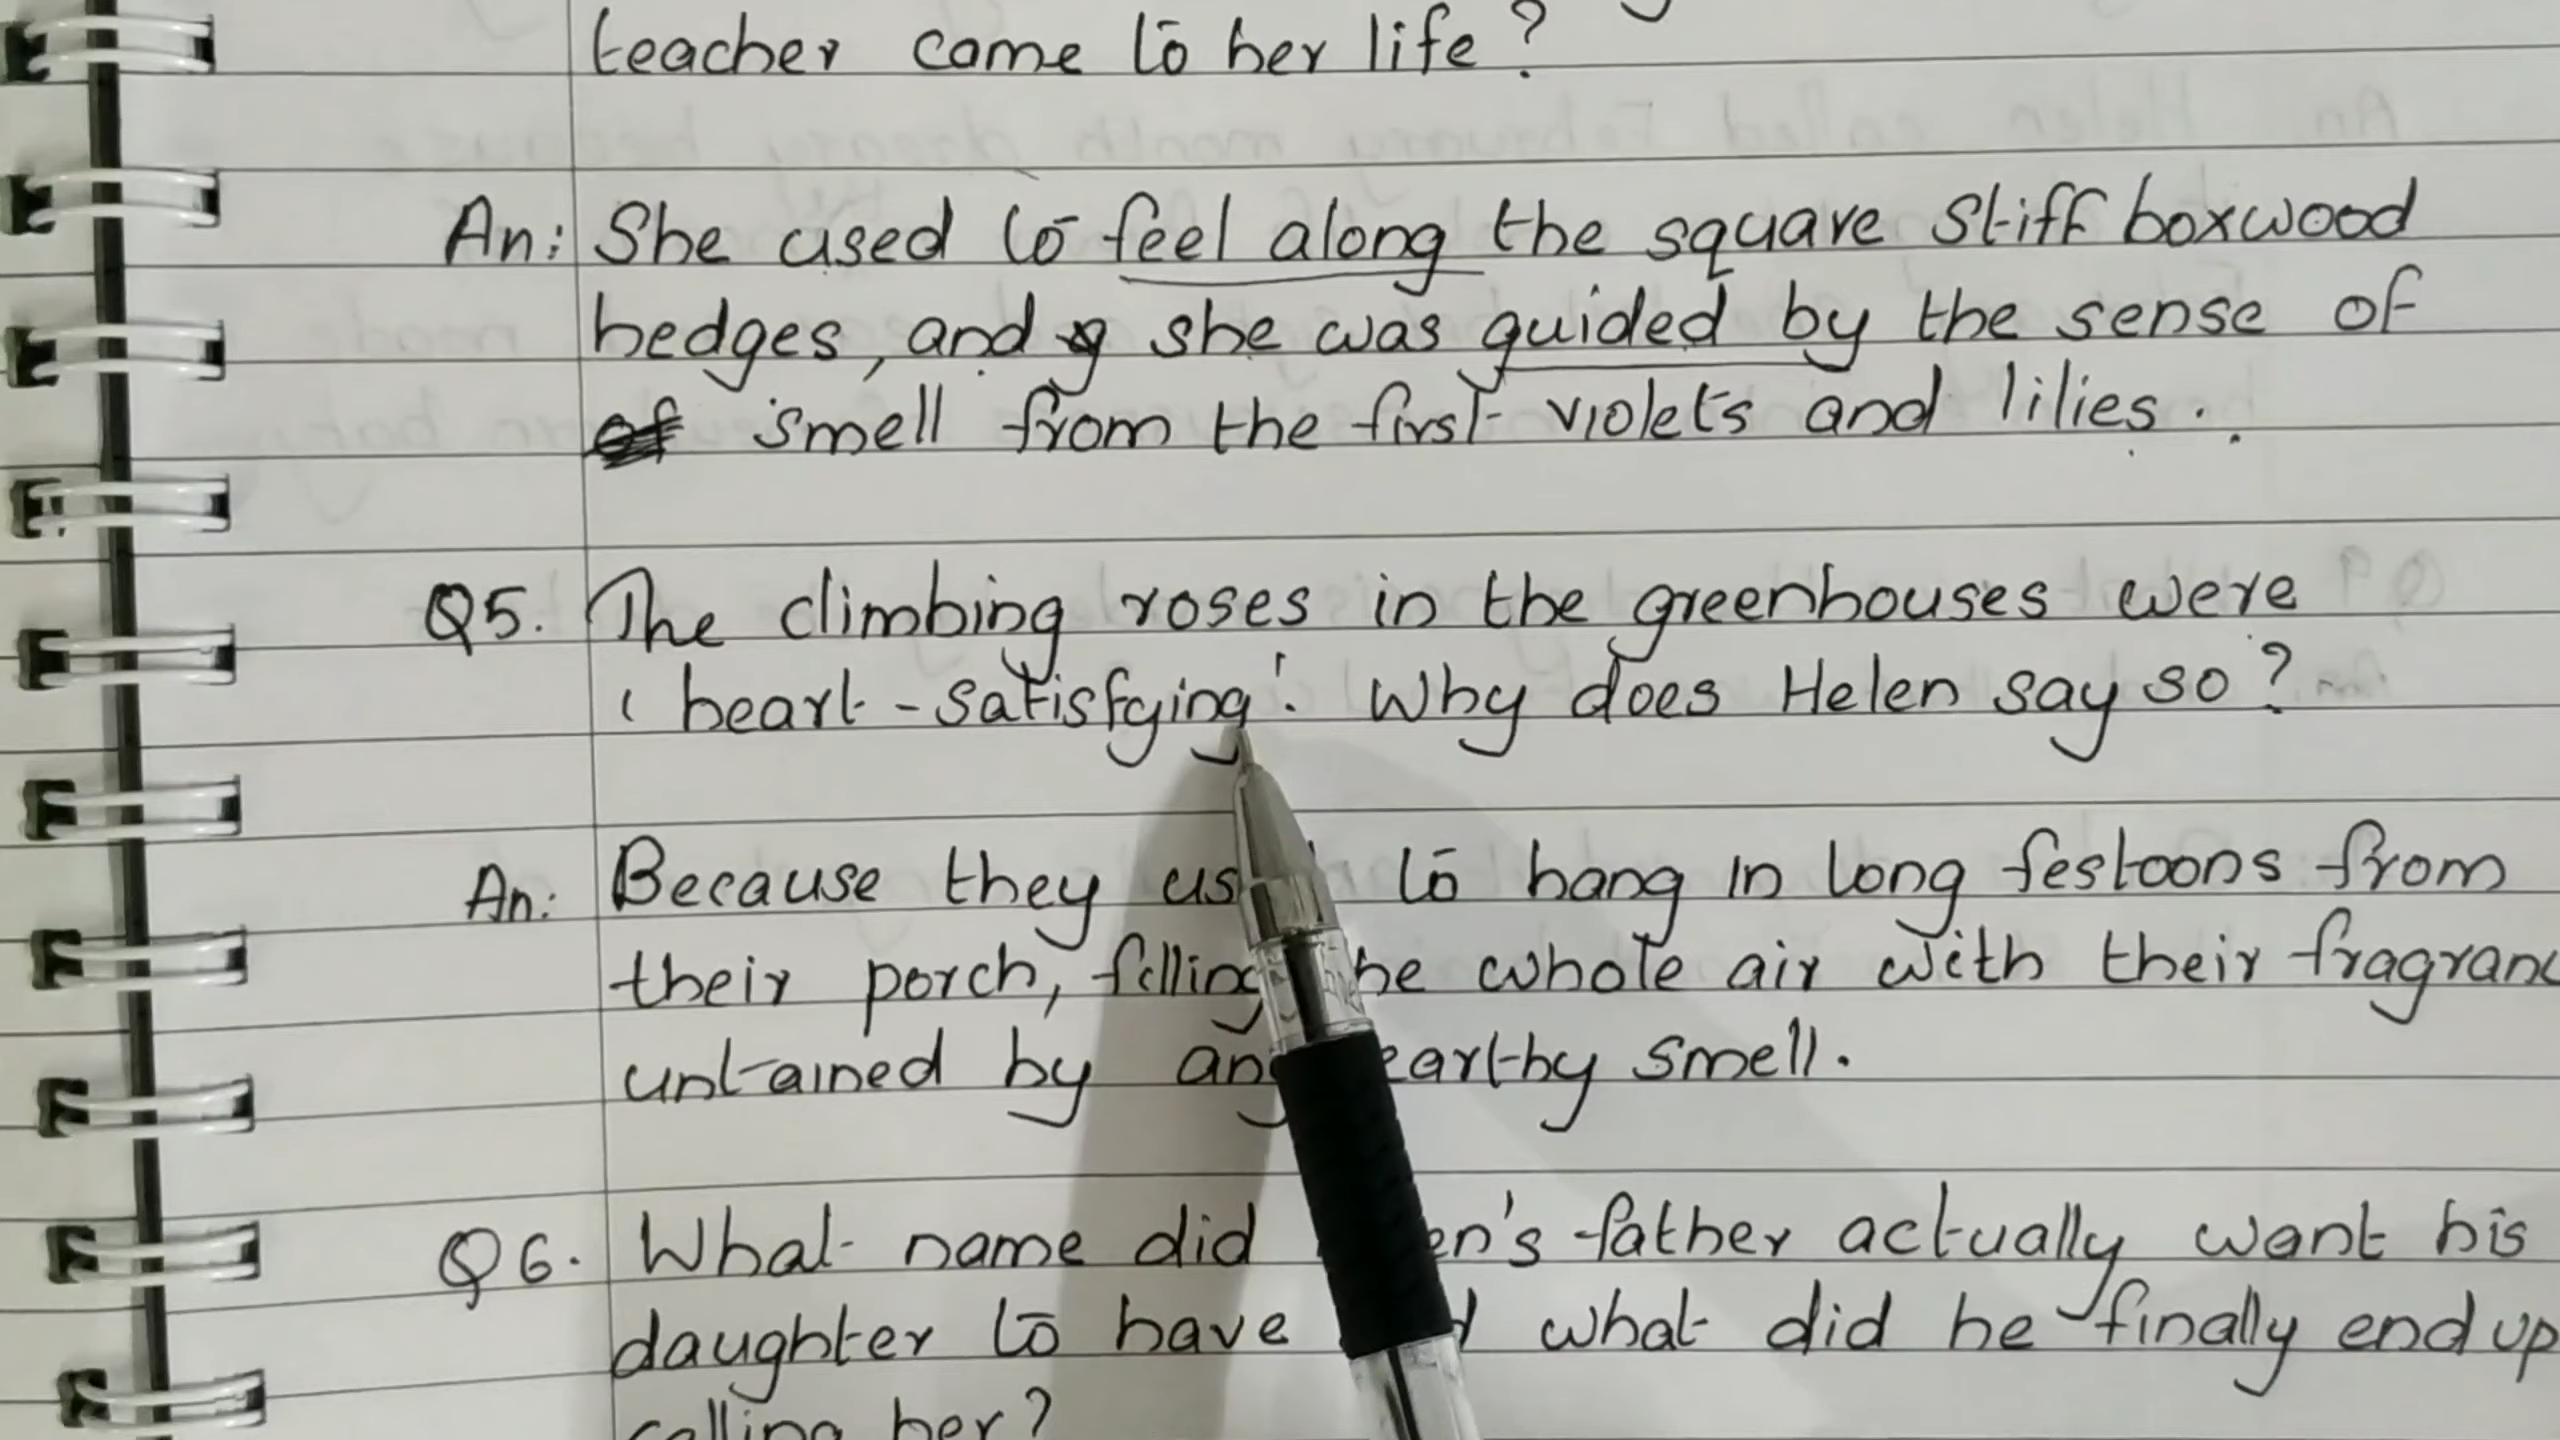 teacher come to her life?
An: She used to feel along the square stiff boxwood
hedges, and she was guided by the sense of
of smell from the first violets and lilies.
Q5. The climbing roses in the greenhouses were
'heart-satisfying'. Why does Helen say so?
An: Because they to hang in long festoons from
their porch, filling whole air with their
untained by earthy smell.
Q6. What name did father actually want his
daughter to have what did he finally end up
calling her?